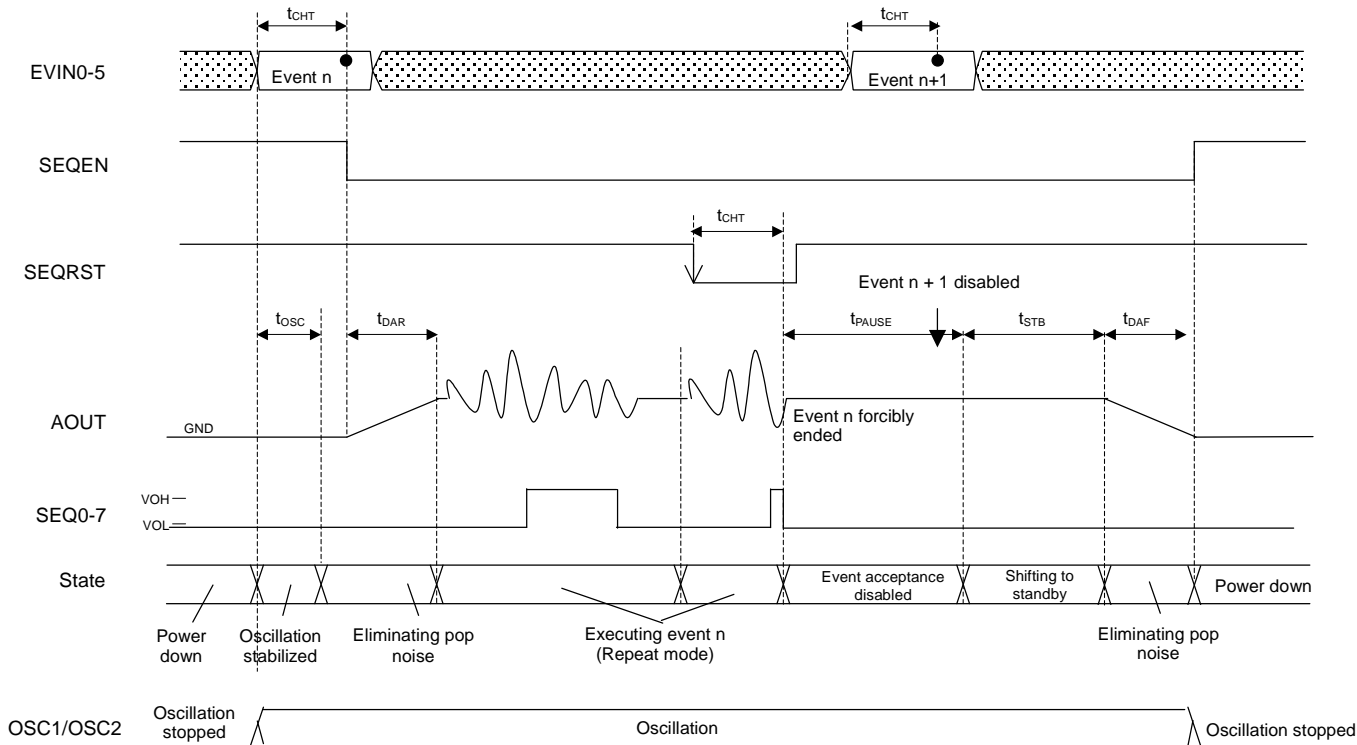 tCHT
tCHT
EVIN0-5
Event n
Event n+1
SEQEN
tCHT
SEQRST
Event n + 1 disabled
tOSC
tDAR
tPAUSE
tSTB
tDAF
AOUT
GND
Event n forcibly
ended
SEQ0-7
VOH
VOL
State
Event acceptance
disabled
Shifting to
standby
Power down
Power
down
Oscillation
stabilized
Eliminating pop
noise
Executing event n
(Repeat mode)
Eliminating pop
noise
OSC1/OSC2
Oscillation
stopped
Oscillation
Oscillation stopped